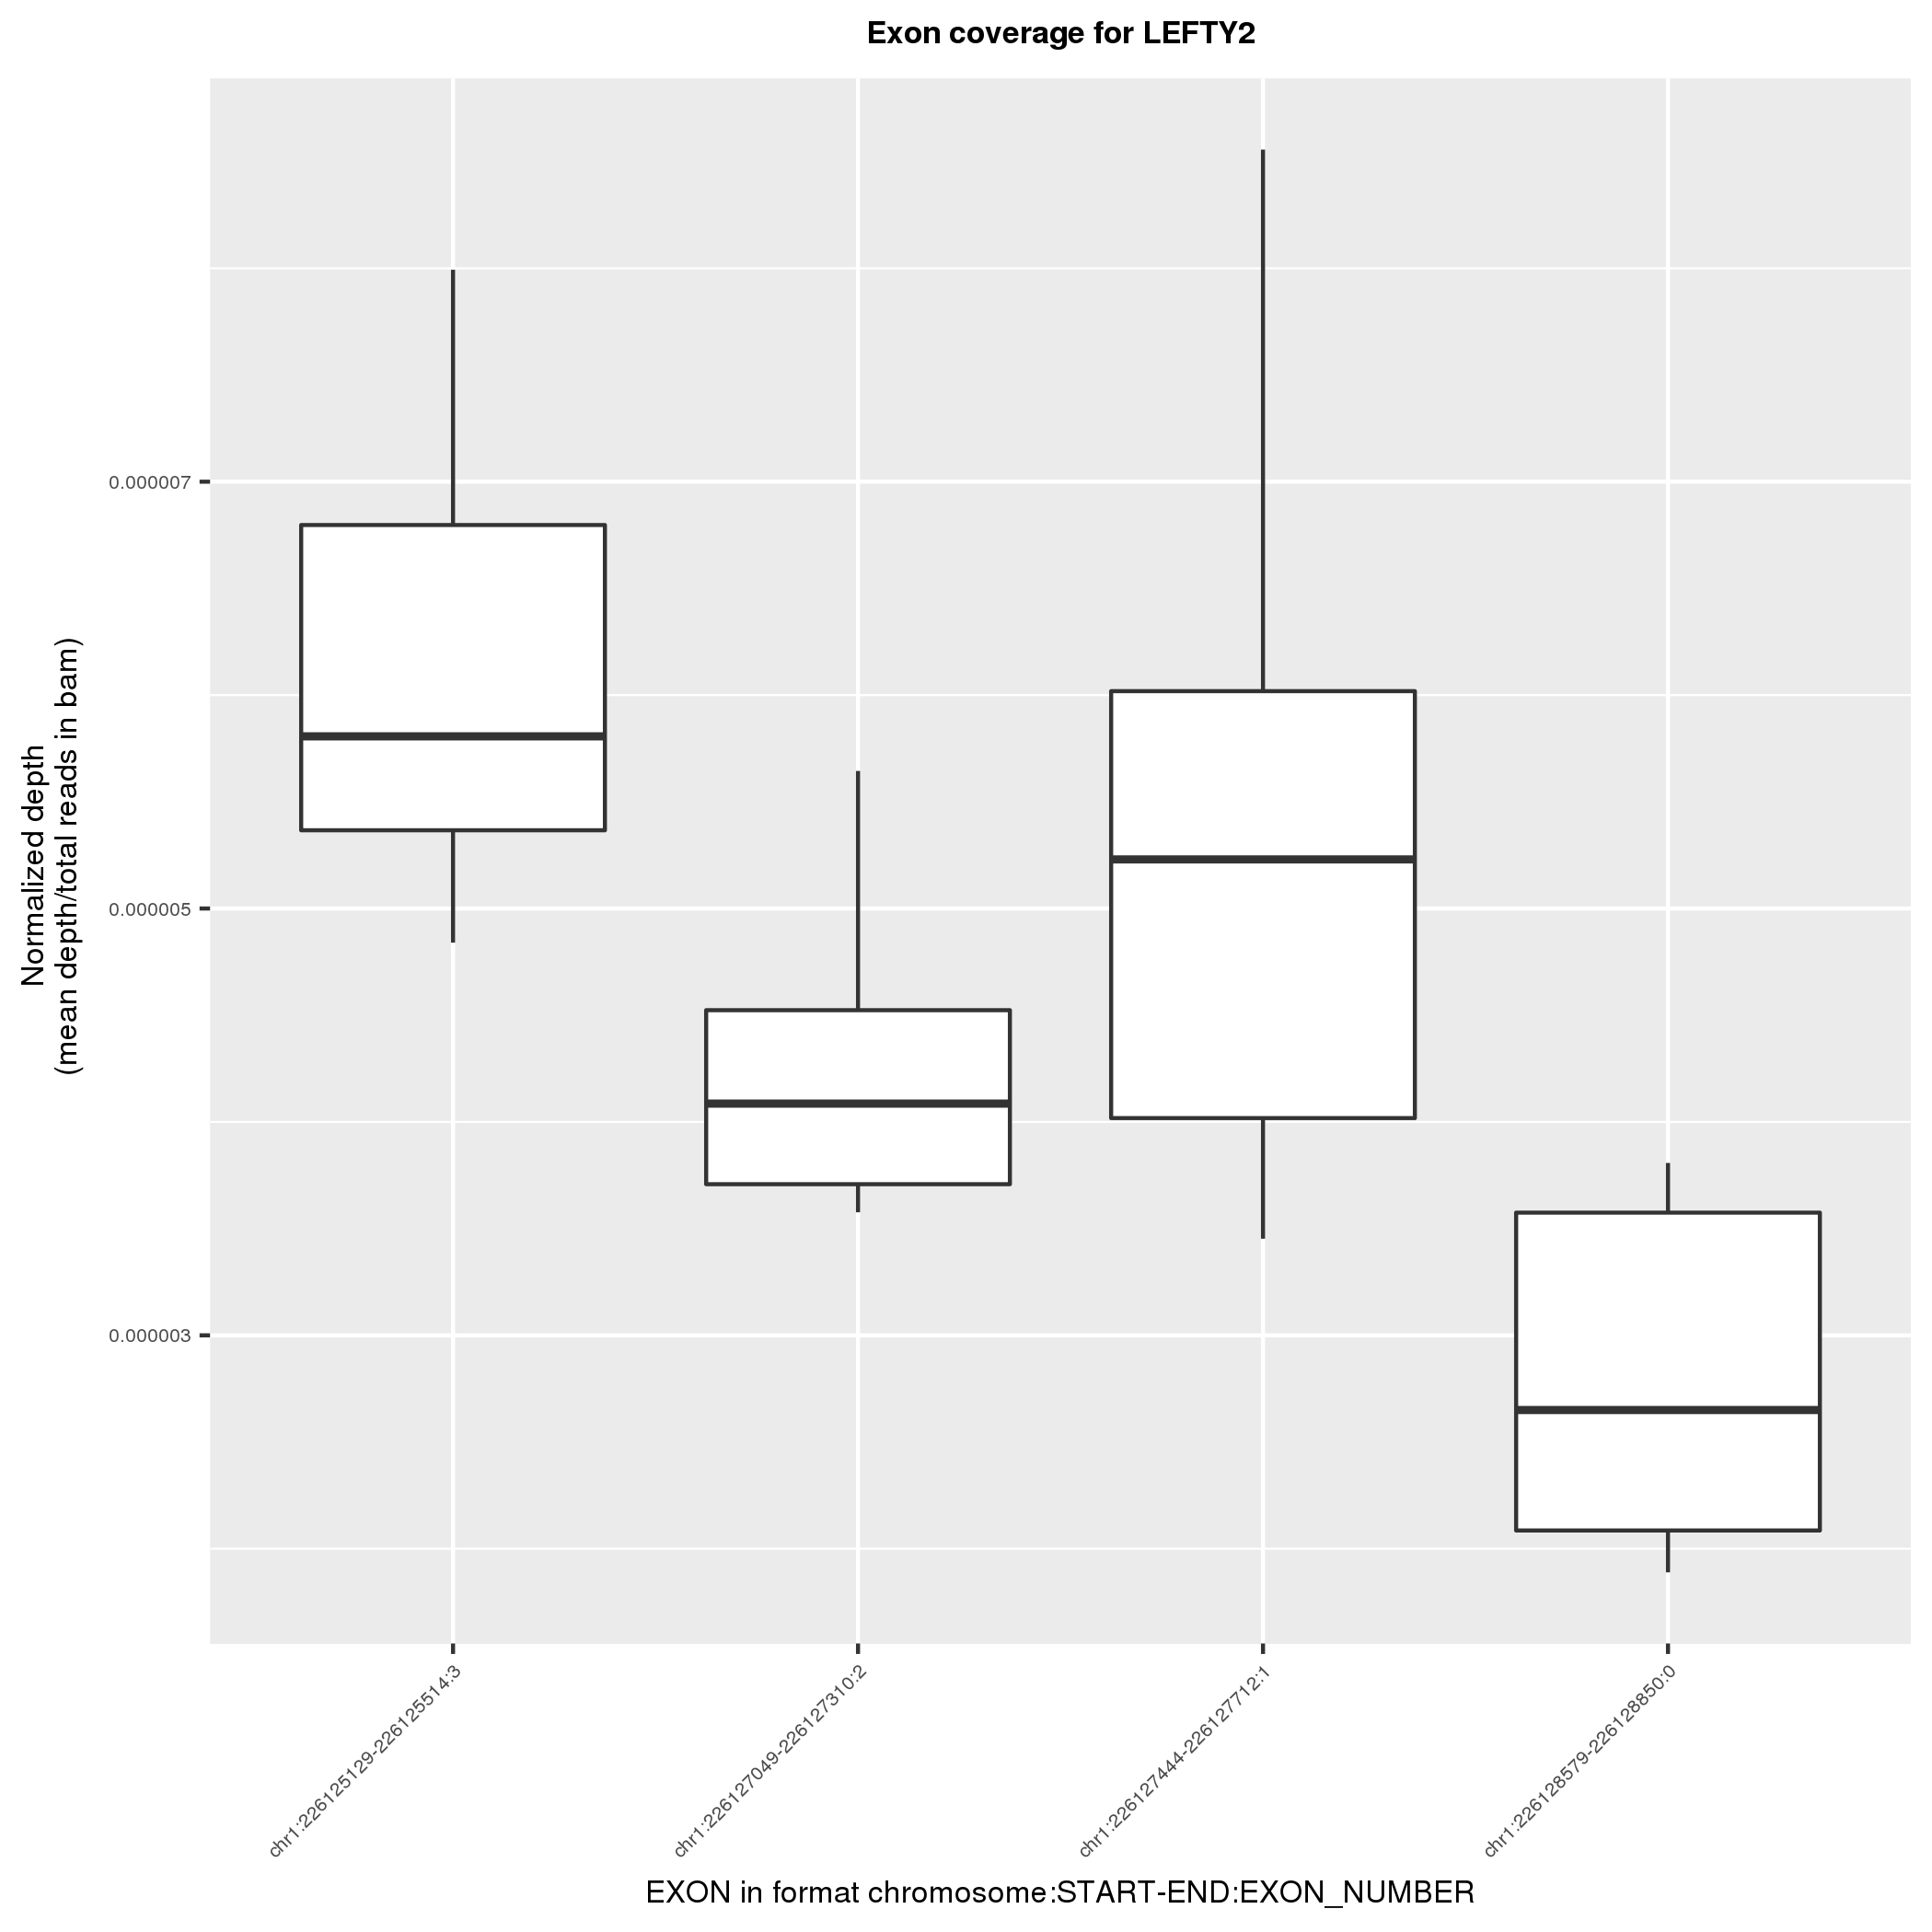 Exon coverage for LEFTY2
Normalized depth
(mean depth/total reads in bam)
0.000007
0.000005
0.000003
chr1:226125129-226125514:3
chr1:226127049-226127310:2
chr1:226127444-226127712:1
chr1:226128579-226128850:0
EXON in format chromosome:START-END:EXON_NUMBER